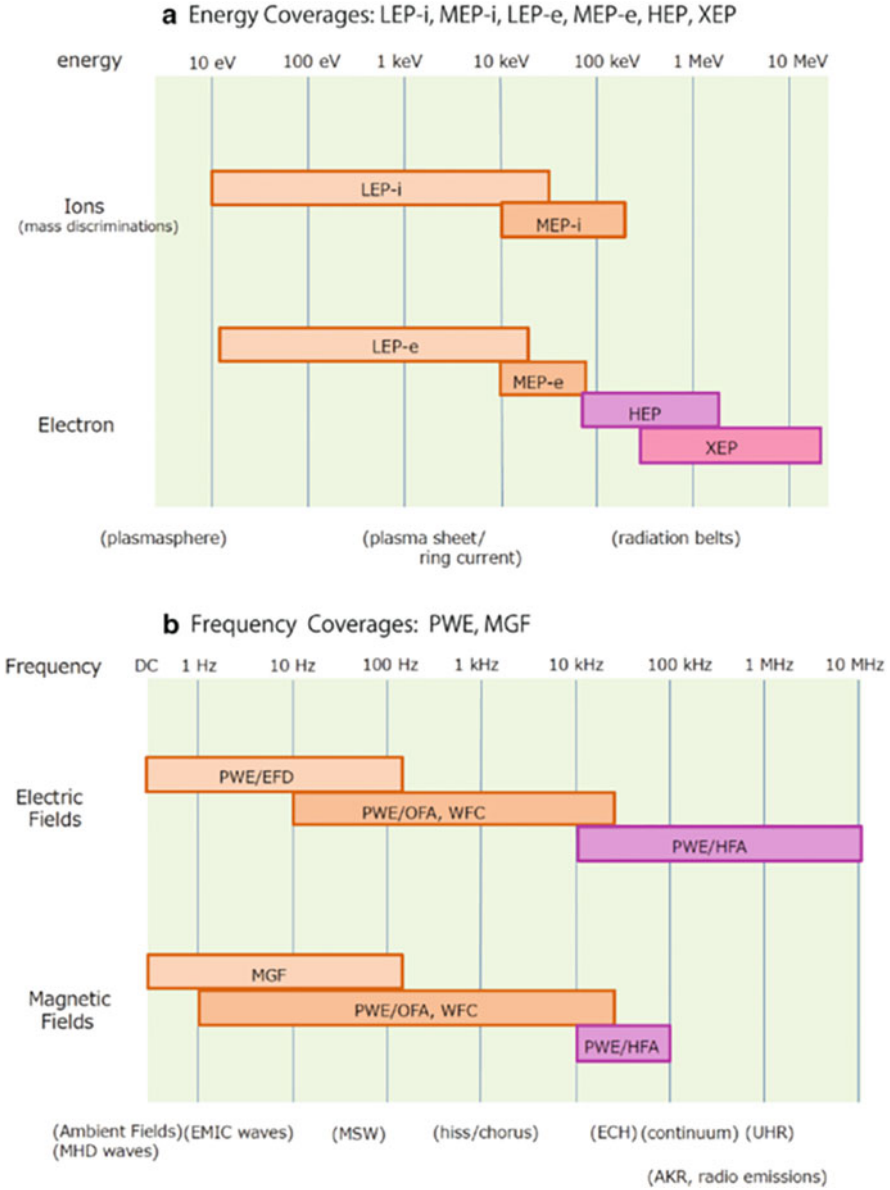 a Energy Coverages: LEP-i, MEP-i, LEP-e, MEP-e, HEP, XEP
energy 10 eV 100 eV 1 keV 10 keV 100 keV 1 MeV 10 MeV
LEP-i
Ions
(mass discriminations)
MEP-i
LEP-e
MEP-e
HEP
Electron
XEP
(plasmasphere) (plasma sheet/ (radiation belts)
ring current)
b Frequency Coverages: PWE, MGF
Frequency DC 1 Hz 10 Hz 100 Hz 1 kHz 10 kHz 100 kHz 1 MHz 10 MHz
PWE/EFD
Electric
Fields
PWE/OFA, WFC
PWE/HFA
MGF
Magnetic
Fields
PWE/OFA, WFC
PWE/HFA
(Ambient Fields) (EMIC waves) (MSW) (hiss/chorus) (ECH) (continuum) (UHR)
(MHD waves)
(AKR, radio emissions)